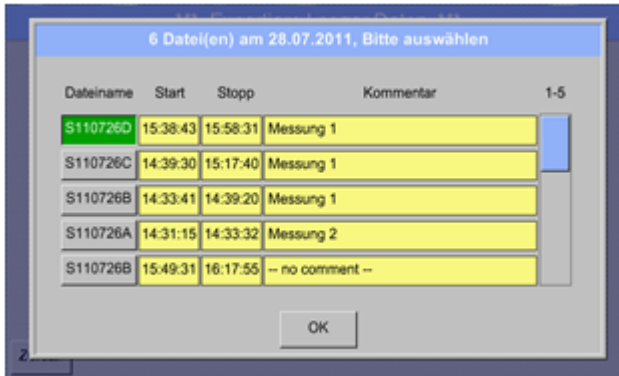 6 Datei(en) am 28.07.2011, Bitte auswählen
Dateiname Start Stopp Kommentar 1-5
S110726D 15:38:43 15:58:31 Messung 1
S110726C 14:39:30 15:17:40 Messung 1
S110726B 14:33:41 14:39:20 Messung 1
S110726A 14:31:15 14:33:32 Messung 2
S110726B 15:49:31 16:17:55 -- no comment --
OK